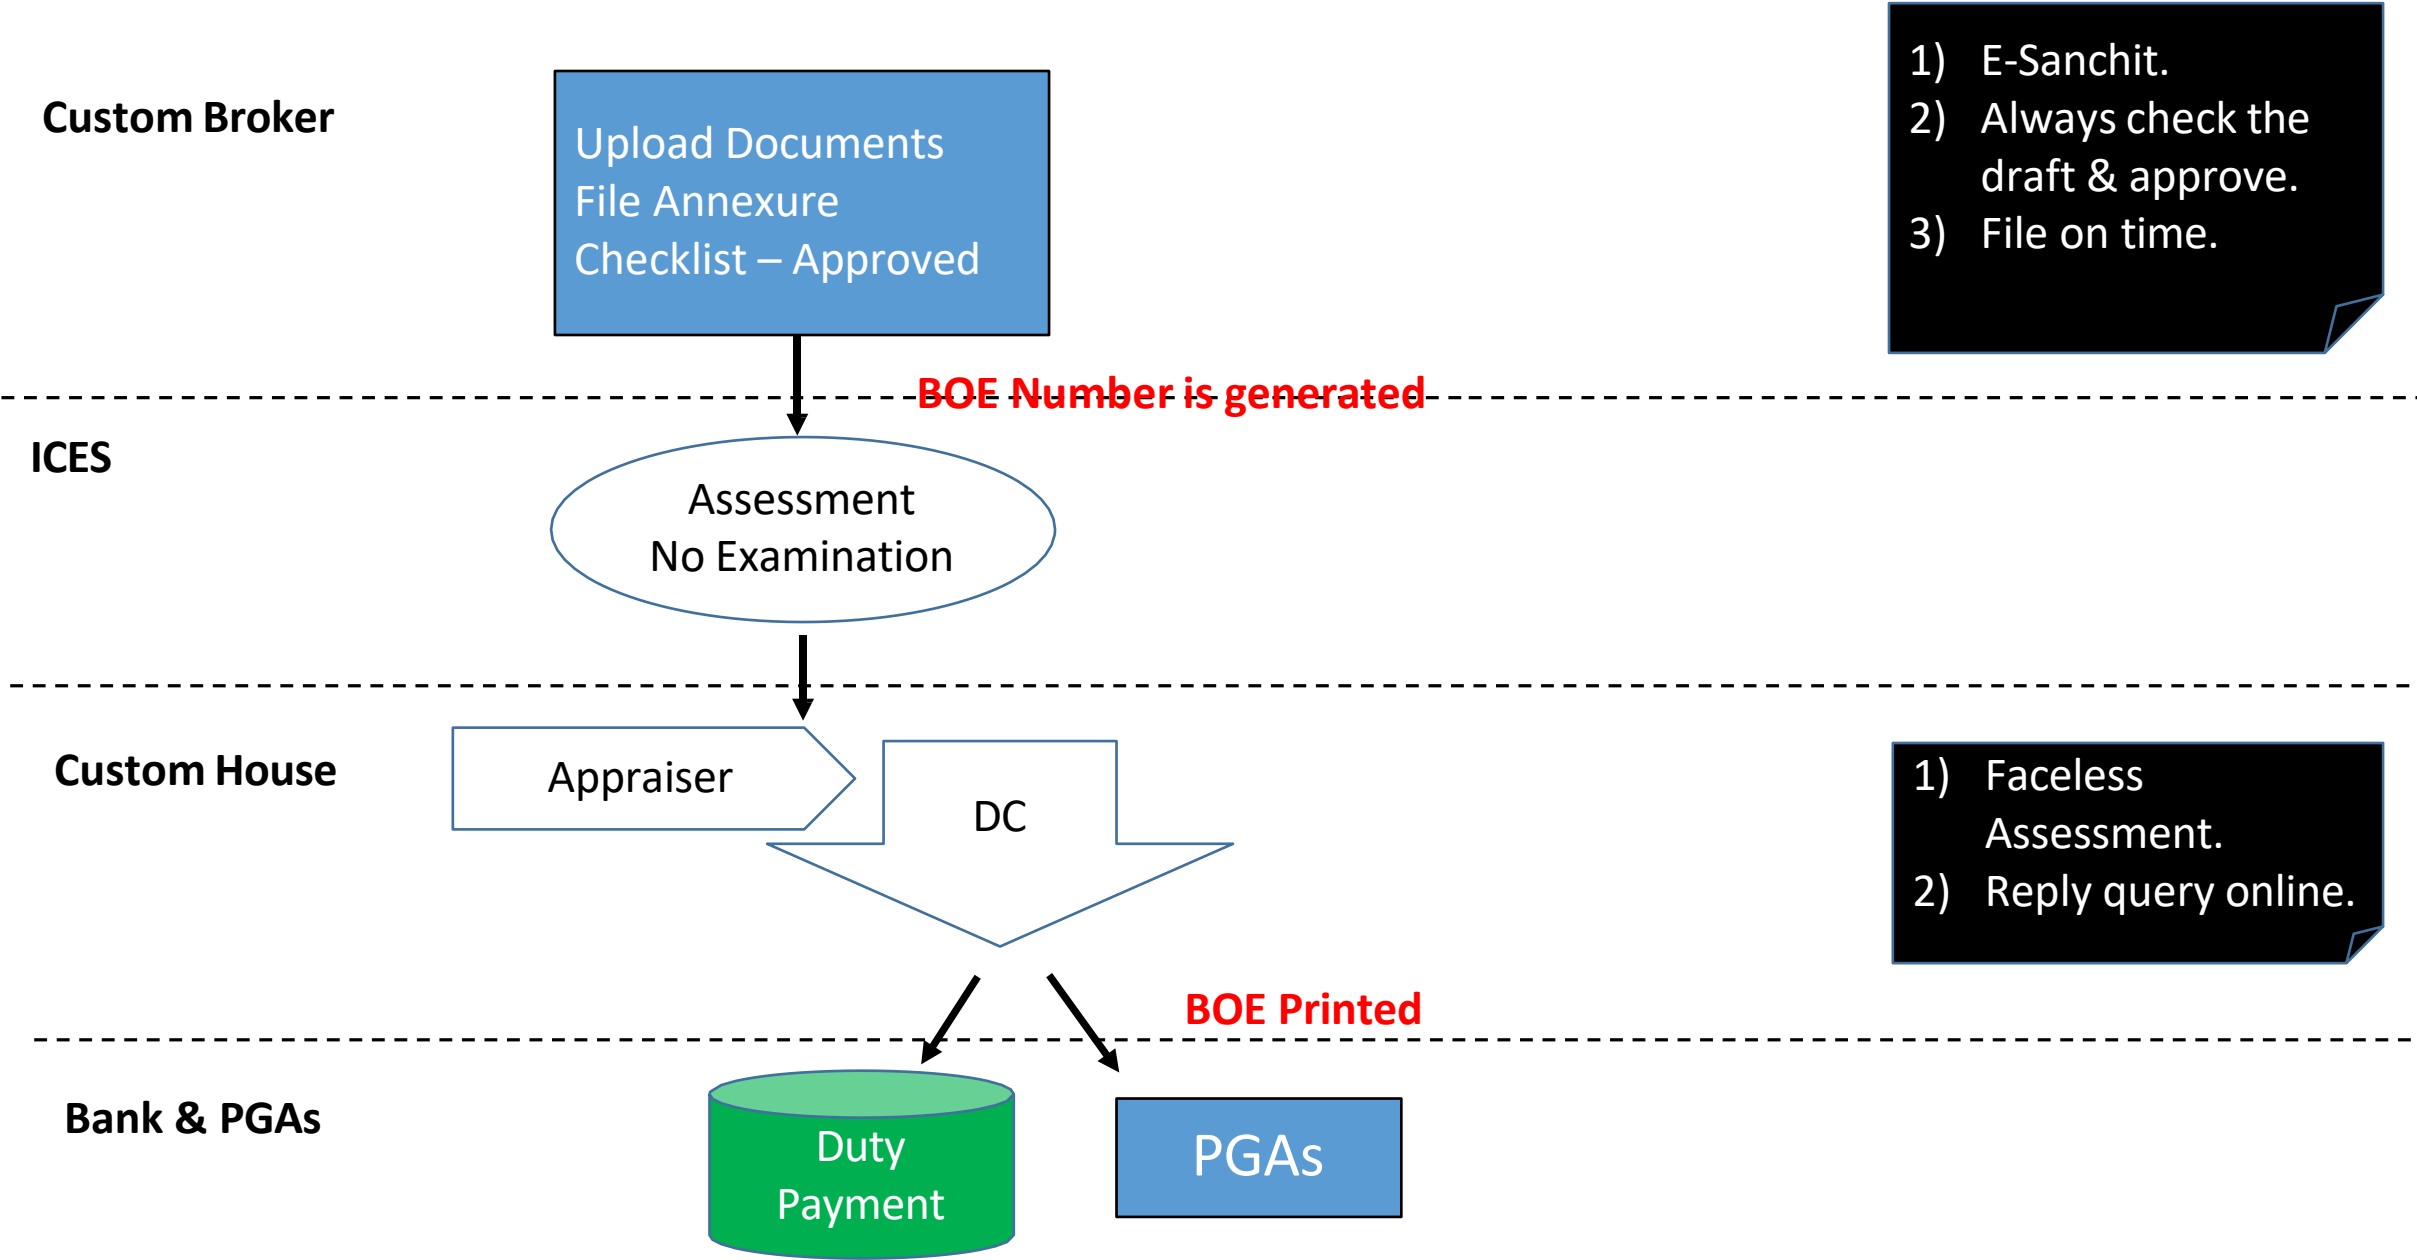 Custom Broker
Upload Documents
File Annexure
Checklist – Approved
1) E-Sanchit.
2) Always check the
draft & approve.
3) File on time.
BOE Number is generated
ICES
Assessment
No Examination
Custom House
Appraiser
DC
1) Faceless
Assessment.
2) Reply query online.
BOE Printed
Bank & PGAs
Duty
Payment
PGAs